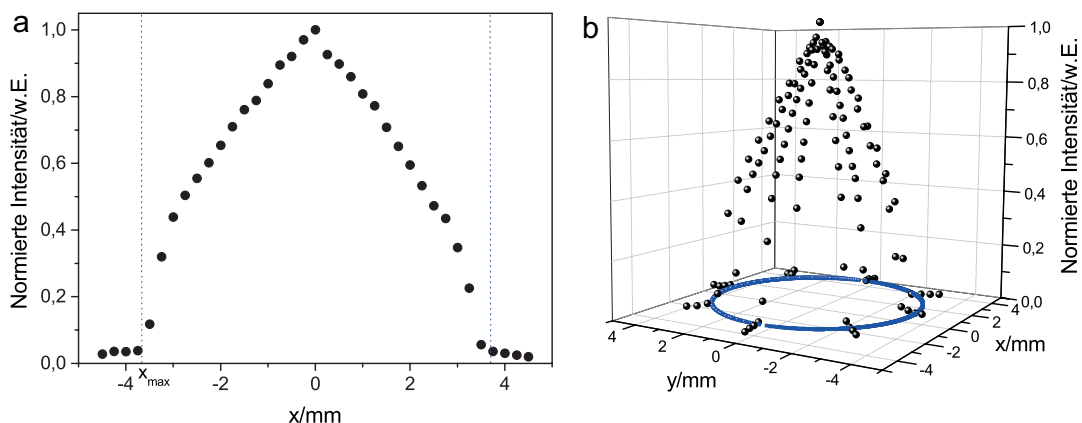 a
Normierte Intensität/w.E.
1,0
0,8
0,6
0,4
0,2
0,0
-4 -2 0 2 4
xmax
x/mm
b
1,0
0,8
0,6
0,4
0,2
0,0
Normierte Intensität/w.E.
4 2 0 -2 -4
y/mm
4
2
0
-2
-4
x/mm